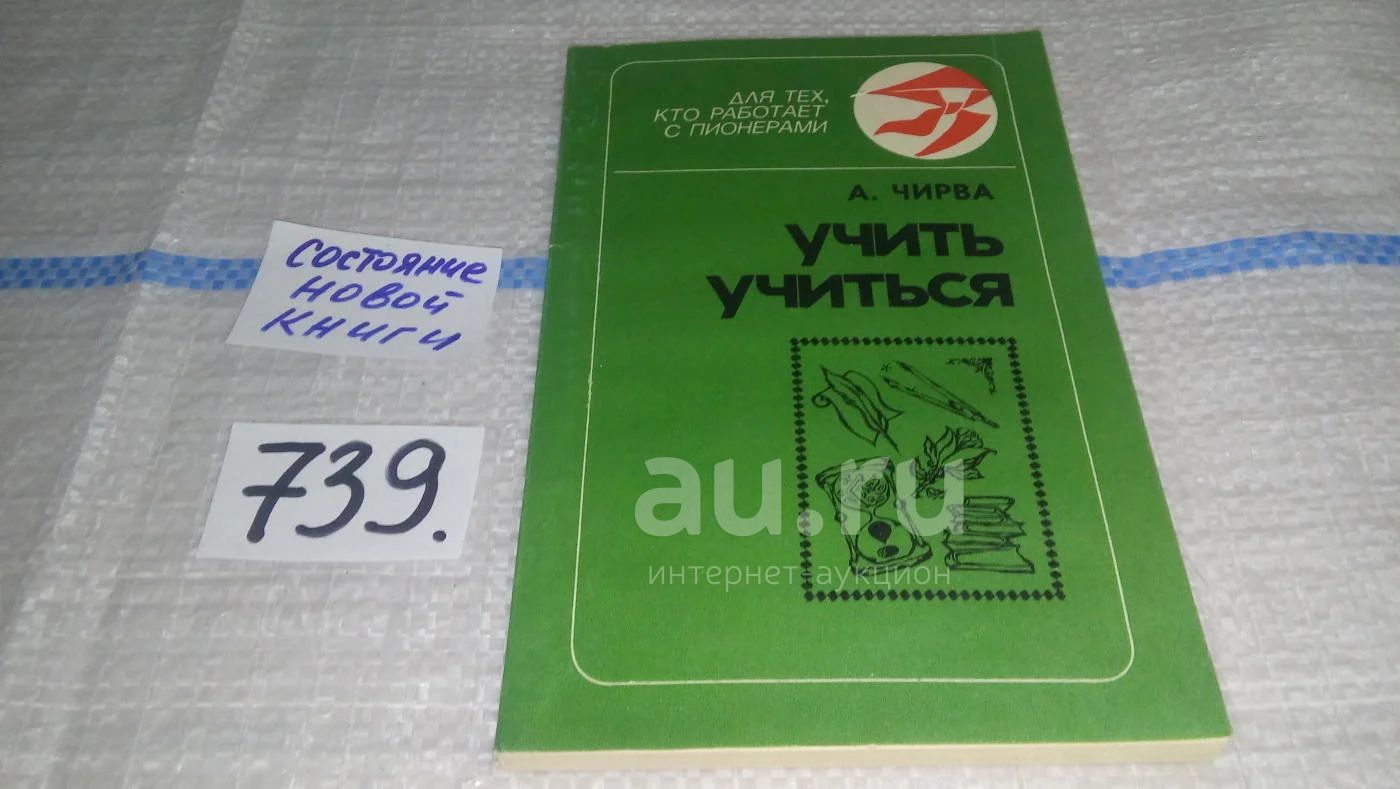 ДЛЯ ТЕХ,
КТО РАБОТАЕТ
С ПИОНЕРАМИ
А. ЧИРВА
УЧИТЬ
УЧИТЬСЯ
СОСТОЯНИЕ
НОВОЙ
КНИГИ
739.
au.ru
интернет-аукцион